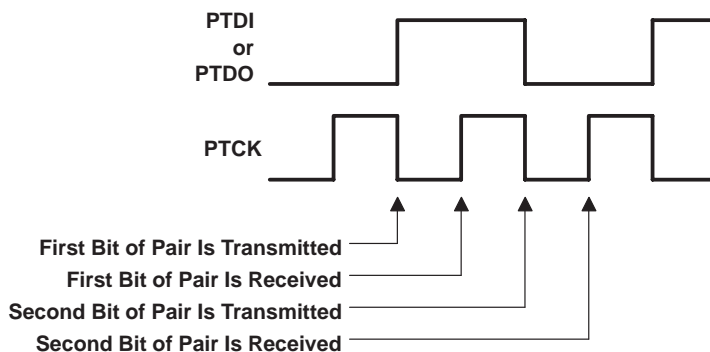 PTDI
or
PTDO
PTCK
First Bit of Pair Is Transmitted
First Bit of Pair Is Received
Second Bit of Pair Is Transmitted
Second Bit of Pair Is Received